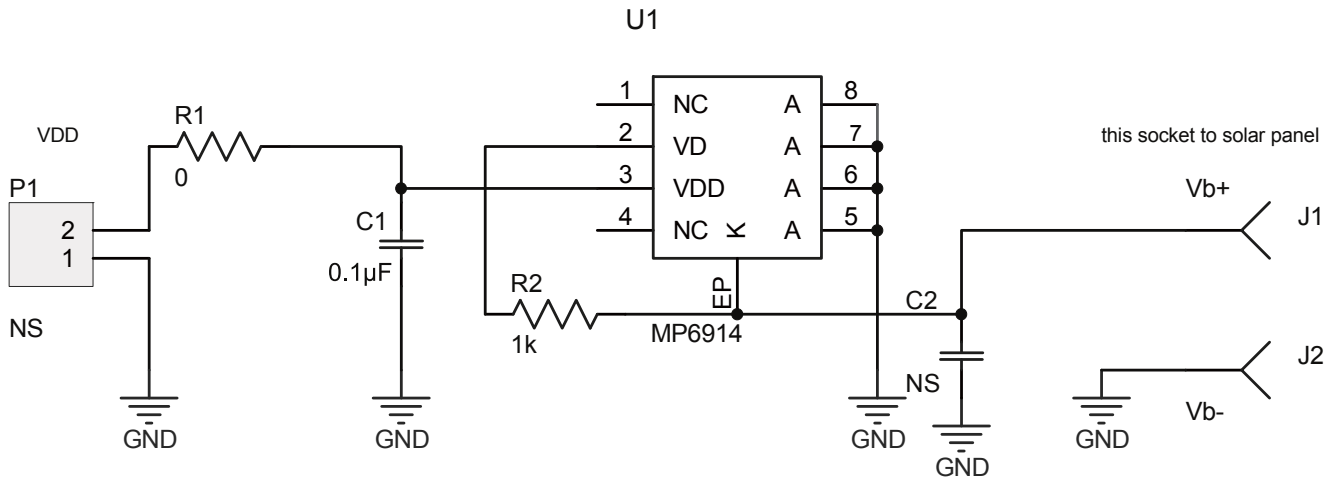 U1
1 NC A 8
2 VD A 7
3 VDD A 6
4 NC K A 5
EP
MP6914
VDD
P1
2
1
NS
R1
0
C1
0.1µF
R2
1k
C2
NS
this socket to solar panel
Vb+
J1
J2
Vb-
GND
GND
GND
GND
GND